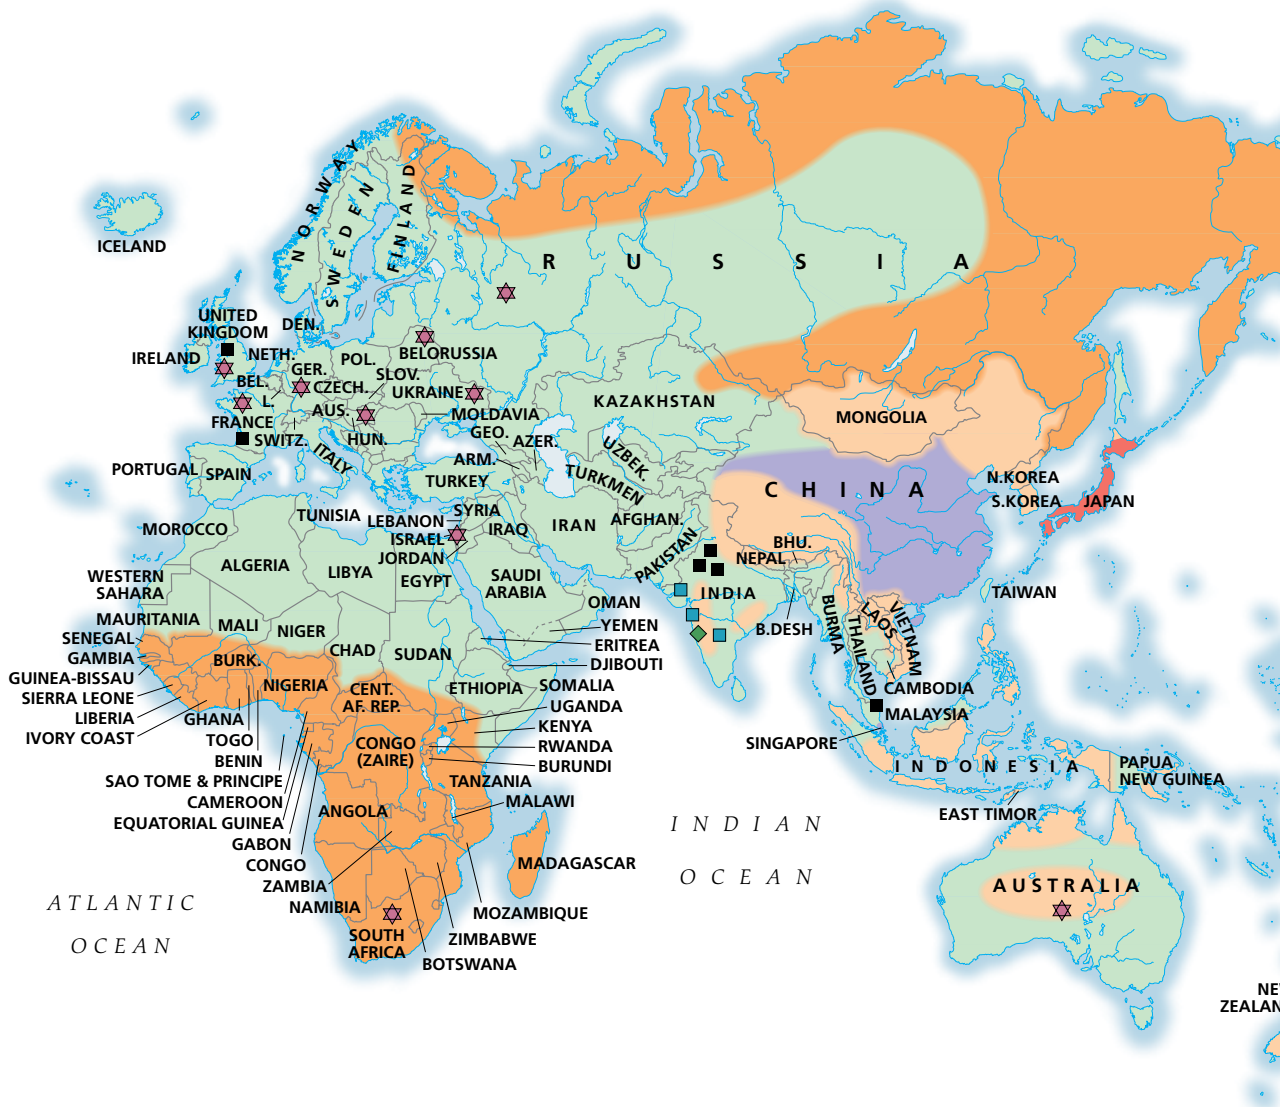 NORWAY
SWEDEN
FINLAND
ICELAND
RUSSIA
UNITED
KINGDOM
DEN.
IRELAND
NETH.
POL.
BELORUSSIA
GER.
SLOV.
BEL.
CZECH.
UKRAINE
L.
KAZAKHSTAN
AUS.
MOLDAVIA
MONGOLIA
FRANCE
GEO.
SWITZ.
HUN.
AZER.
UZBEK.
ITALY
ARM.
PORTUGAL
SPAIN
TURKEY
TURKMEN
N.KOREA
CHINA
S.KOREA
JAPAN
TUNISIA
SYRIA
LEBANON
MOROCCO
IRAQ
IRAN
AFGHAN.
ISRAEL
JORDAN
PAKISTAN
BHU.
NEPAL
ALGERIA
LIBYA
EGYPT
WESTERN
SAHARA
SAUDI
ARABIA
INDIA
TAIWAN
OMAN
MAURITANIA
MALI
NIGER
YEMEN
B.DESH
BURMA
LAOS
VIETNAM
THAILAND
SENEGAL
ERITREA
CHAD
SUDAN
GAMBIA
BURK.
DJIBOUTI
GUINEA-BISSAU
NIGERIA
CENT.
AF. REP.
ETHIOPIA
SOMALIA
CAMBODIA
SIERRA LEONE
UGANDA
LIBERIA
GHANA
MALAYSIA
IVORY COAST
KENYA
TOGO
CONGO
(ZAIRE)
RWANDA
SINGAPORE
BENIN
BURUNDI
INDONESIA
PAPUA
NEW GUINEA
SAO TOME & PRINCIPE
TANZANIA
CAMEROON
MALAWI
ANGOLA
EAST TIMOR
EQUATORIAL GUINEA
INDIAN
OCEAN
GABON
CONGO
MADAGASCAR
ZAMBIA
AUSTRALIA
ATLANTIC
OCEAN
NAMIBIA
MOZAMBIQUE
SOUTH
AFRICA
ZIMBABWE
BOTSWANA
NE
ZEALAN